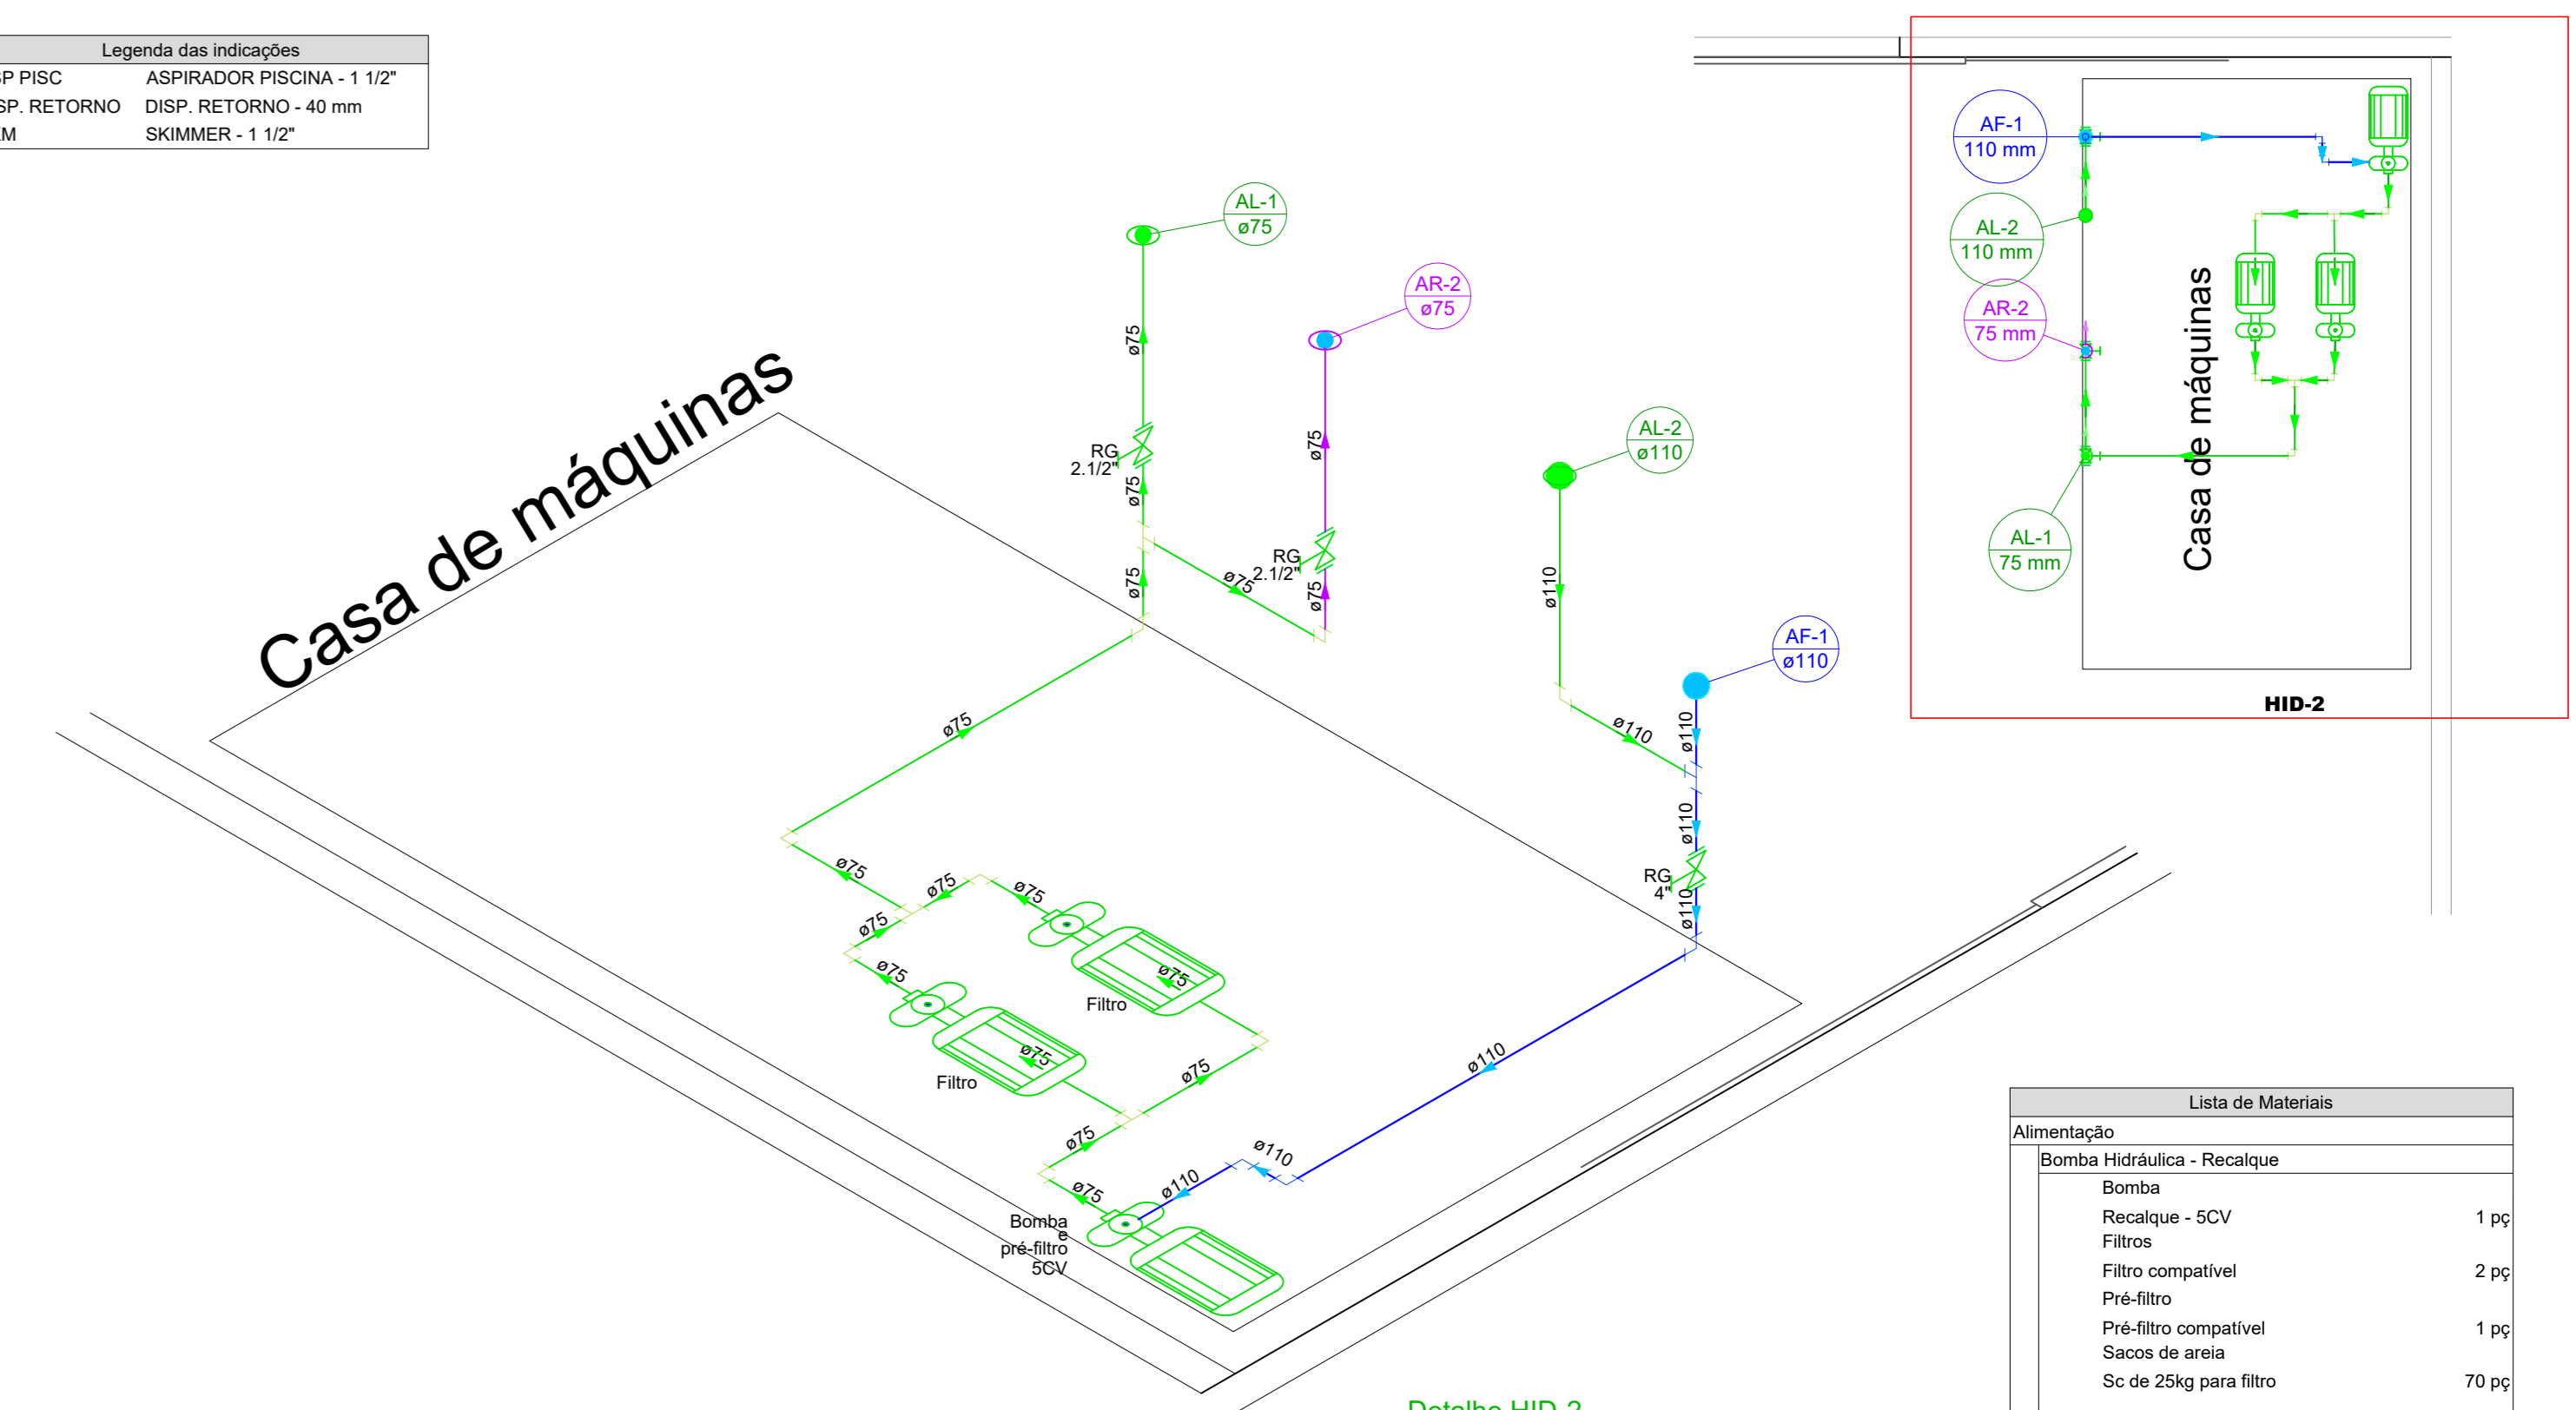 Legenda das indicações
P PISC ASPIRADOR PISCINA - 1 1/2"
SP. RETORNO DISP. RETORNO - 40 mm
M SKIMMER - 1 1/2"
AF-1
110 mm
AL-2
110 mm
AR-2
75 mm
AL-1
75 mm
Casa de máquinas
HID-2
AL-1
ø75
AR-2
ø75
AL-2
ø110
AF-1
ø110
Casa de máquinas
ø75
RG
2.1/2"
ø75
ø75
ø75
ø75
RG
2.1/2"
ø75
ø110
ø110
ø110
ø110
RG
4"
ø110
ø75
ø75
ø75
ø75
ø75
ø75
ø75
Filtro
ø75
Filtro
ø75
ø75
ø75
ø110
ø110
ø110
Bomba
e
pré-filtro
5CV
Lista de Materiais
Alimentação
Bomba Hidráulica - Recalque
Bomba
Recalque - 5CV 1 pç
Filtros
Filtro compatível 2 pç
Pré-filtro
Pré-filtro compatível 1 pç
Sacos de areia
Sc de 25kg para filtro 70 pç
Detalhe HID-2